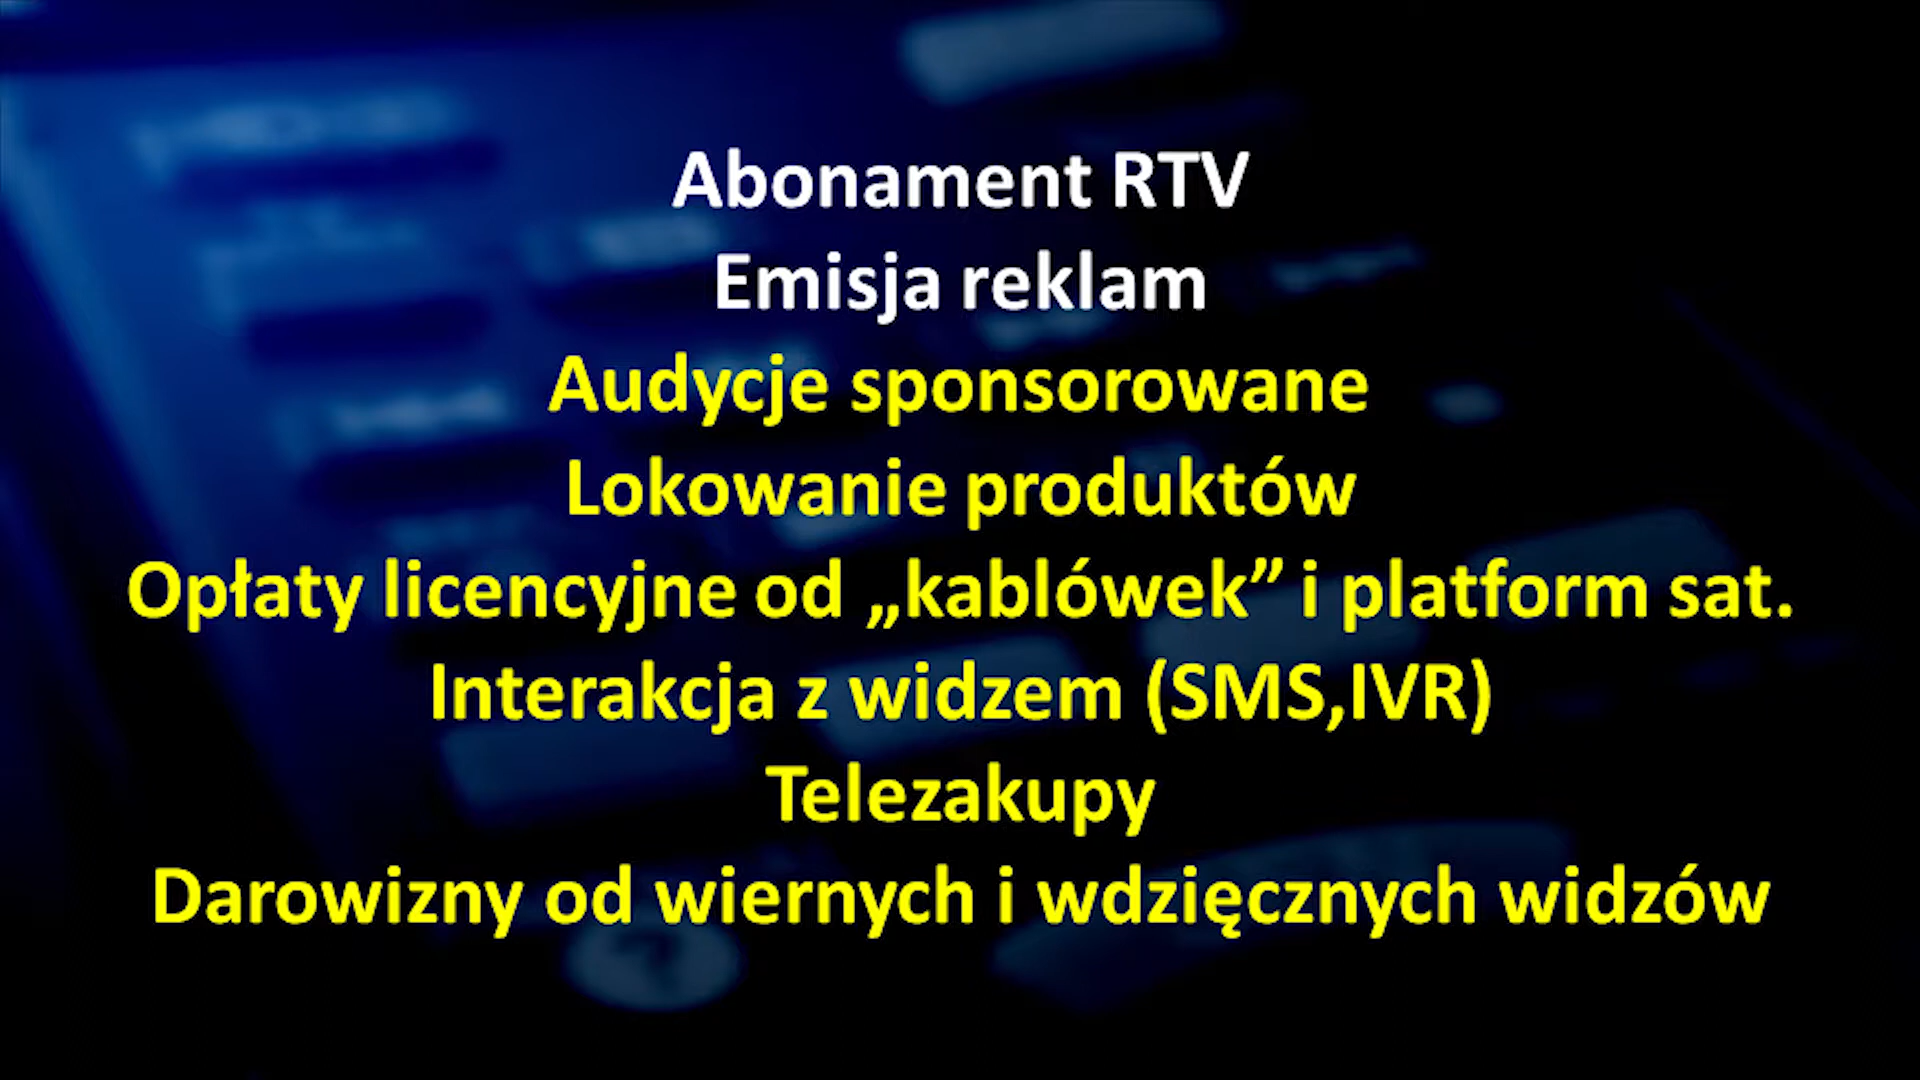 Abonament RTV
Emisja reklam
Audycje sponsorowane
Lokowanie produktów
Opłaty licencyjne od „kablówek” i platform sat.
Interakcja z widzem (SMS,IVR)
Telezakupy
Darowizny od wiernych i wdzięcznych widzów